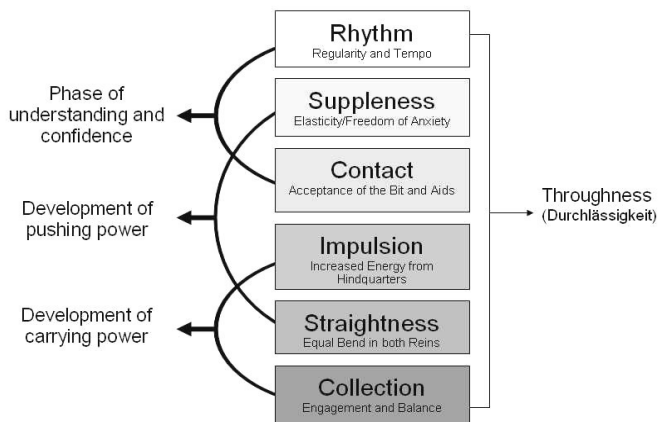 Rhythm
Regularity and Tempo
Suppleness
Elasticity/Freedom of Anxiety
Contact
Acceptance of the Bit and Aids
Impulsion
Increased Energy from
Hindquarters
Straightness
Equal Bend in both Reins
Collection
Engagement and Balance
Phase of
understanding and
confidence
Development of
pushing power
Development of
carrying power
Throughness
(Durchlässigkeit)